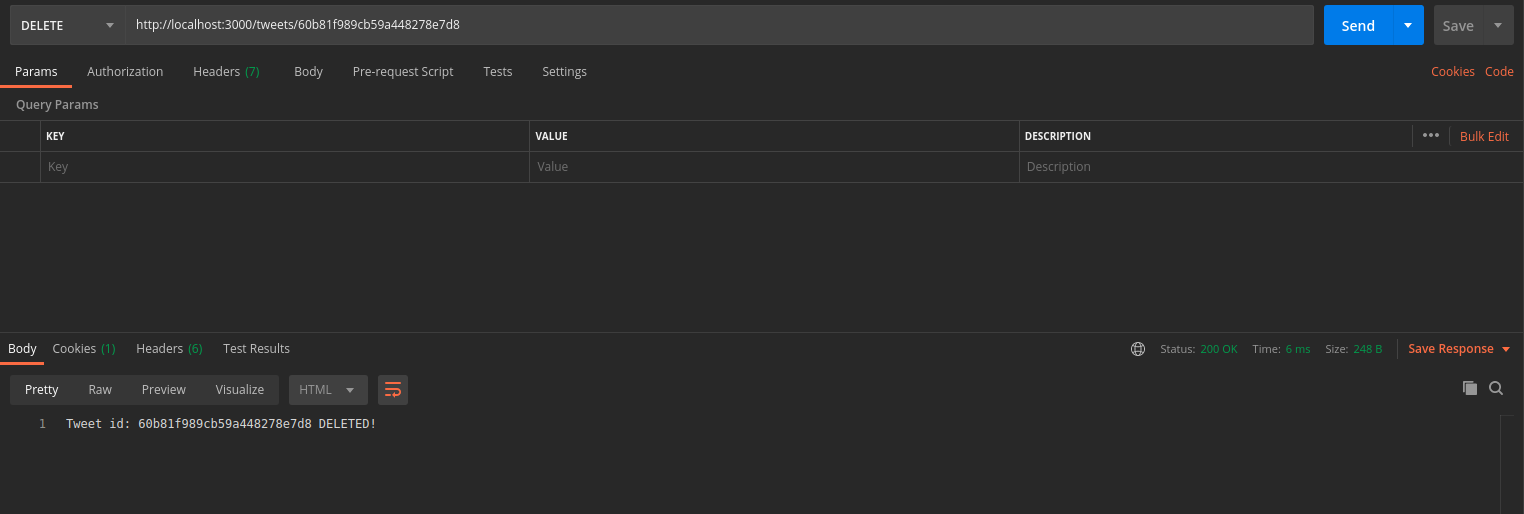 DELETE http://localhost:3000/tweets/60b81f989cb59a448278e7d8 Send Save
Params Authorization Headers (7) Body Pre-request Script Tests Settings Cookies Code
Query Params
KEY VALUE DESCRIPTION ••• Bulk Edit
Key Value Description
Body Cookies (1) Headers (6) Test Results Status: 200 OK Time: 6 ms Size: 248 B Save Response
Pretty Raw Preview Visualize HTML
1 Tweet id: 60b81f989cb59a448278e7d8 DELETED!